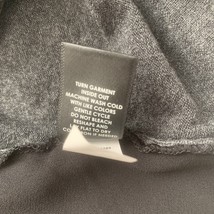 TURN GARMENT
INSIDE OUT
MACHINE WASH COLD
WITH LIKE COLORS
GENTLE CYCLE
DO NOT BLEACH
RESHAPE AND
FLAT TO DRY